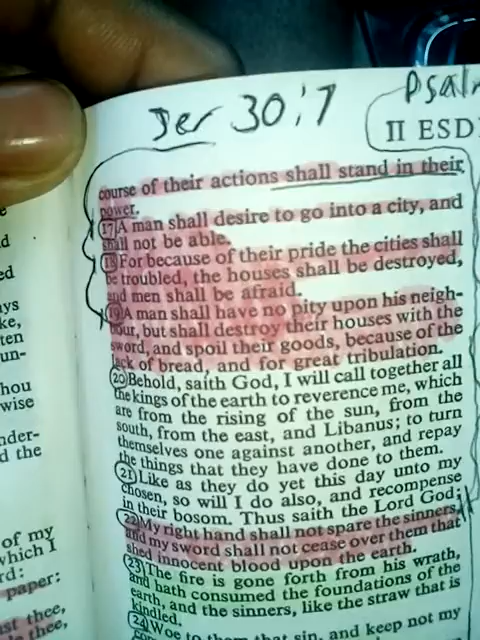 Jer 30:7
Psalm
II ESD
course of their actions shall stand in their
power.
17 A man shall desire to go into a city, and
shall not be able.
18 For because of their pride the cities shall
be troubled, the houses shall be destroyed,
and men shall be afraid.
19 A man shall have no pity upon his neigh-
bour, but shall destroy their houses with the
sword, and spoil their goods, because of the
lack of bread, and for great tribulation.
20 Behold, saith God, I will call together all
the kings of the earth to reverence me, which
are from the rising of the sun, from the
south, from the east, and Libanus; to turn
themselves one against another, and repay
the things that they have done to them.
21 Like as they do yet this day unto my
chosen, so will I do also, and recompense
in their bosom. Thus saith the Lord God;
22 My right hand shall not spare the sinners,
and my sword shall not cease over them that
shed innocent blood upon the earth.
23 The fire is gone forth from his wrath,
and hath consumed the foundations of the
earth, and the sinners, like the straw that is
kindled.
24 Woe to them that sin, and keep not my
ed
ke,
ten
un-
hou
wise
nder-
d the
of my
which I
rd:
paper:
ast thee,
thee,